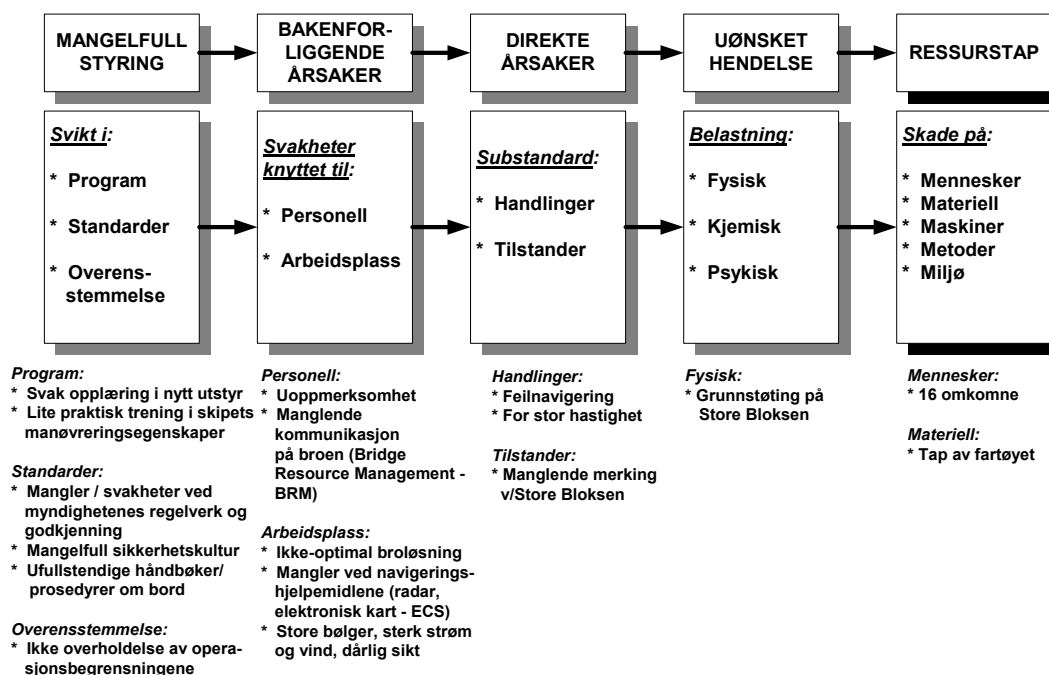 MANGELFULL
STYRING
BAKENFOR-
LIGGENDE
ÅRSAKER
DIREKTE
ÅRSAKER
UØNSKET
HENDELSE
RESSURSTAP
Svikt i:
* Program
* Standarder
* Overens-
stemmelse
Svakheter
knyttet til:
* Personell
* Arbeidsplass
Substandard:
* Handlinger
* Tilstander
Belastning:
* Fysisk
* Kjemisk
* Psykisk
Skade på:
* Mennesker
* Materiell
* Maskiner
* Metoder
* Miljø
Program:
* Svak opplæring i nytt utstyr
* Lite praktisk trening i skipets
manøvreringsegenskaper
Standarder:
* Mangler / svakheter ved
myndighetenes regelverk og
godkjenning
* Mangelfull sikkerhetskultur
* Ufullstendige håndbøker/
prosedyrer om bord
Overensstemmelse:
* Ikke overholdelse av opera-
sjonsbegrensningene
Personell:
* Uoppmerksomhet
* Manglende
kommunikasjon
på broen (Bridge
Resource Management -
BRM)
Arbeidsplass:
* Ikke-optimal broløsning
* Mangler ved navigerings-
hjelpemidlene (radar,
elektronisk kart - ECS)
* Store bølger, sterk strøm
og vind, dårlig sikt
Handlinger:
* Feilnavigering
* For stor hastighet
Tilstander:
* Manglende merking
v/Store Bloksen
Fysisk:
* Grunnstøting på
Store Bloksen
Mennesker:
* 16 omkomne
Materiell:
* Tap av fartøyet